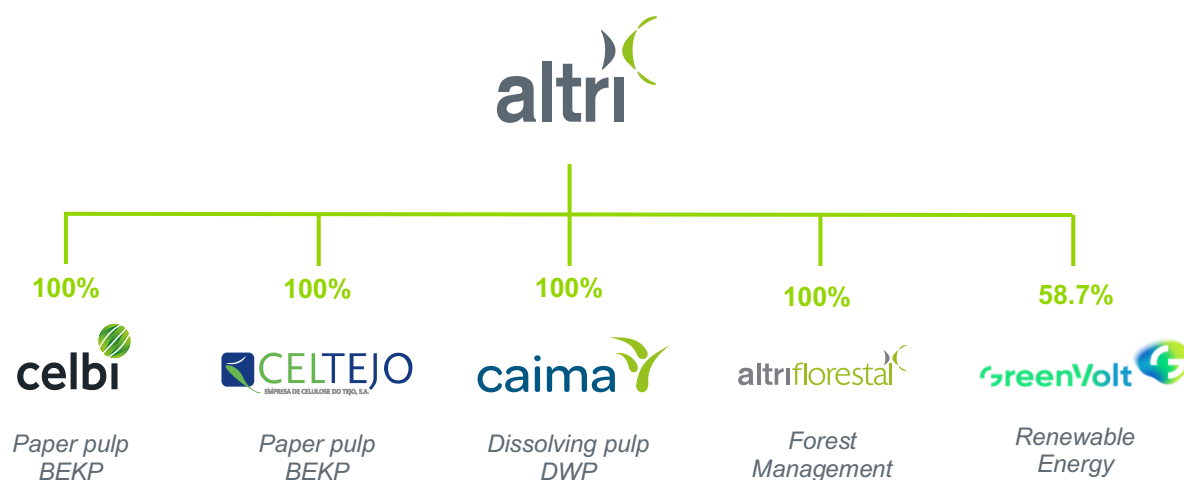 altri
100%
100%
100%
100%
58.7%
celbi
CELTEJO
EMPRESA DE CELULOSE DO TEJO, S.A.
caima
altriflorestal
GreenVolt
Paper pulp
BEKP
Paper pulp
BEKP
Dissolving pulp
DWP
Forest
Management
Renewable
Energy